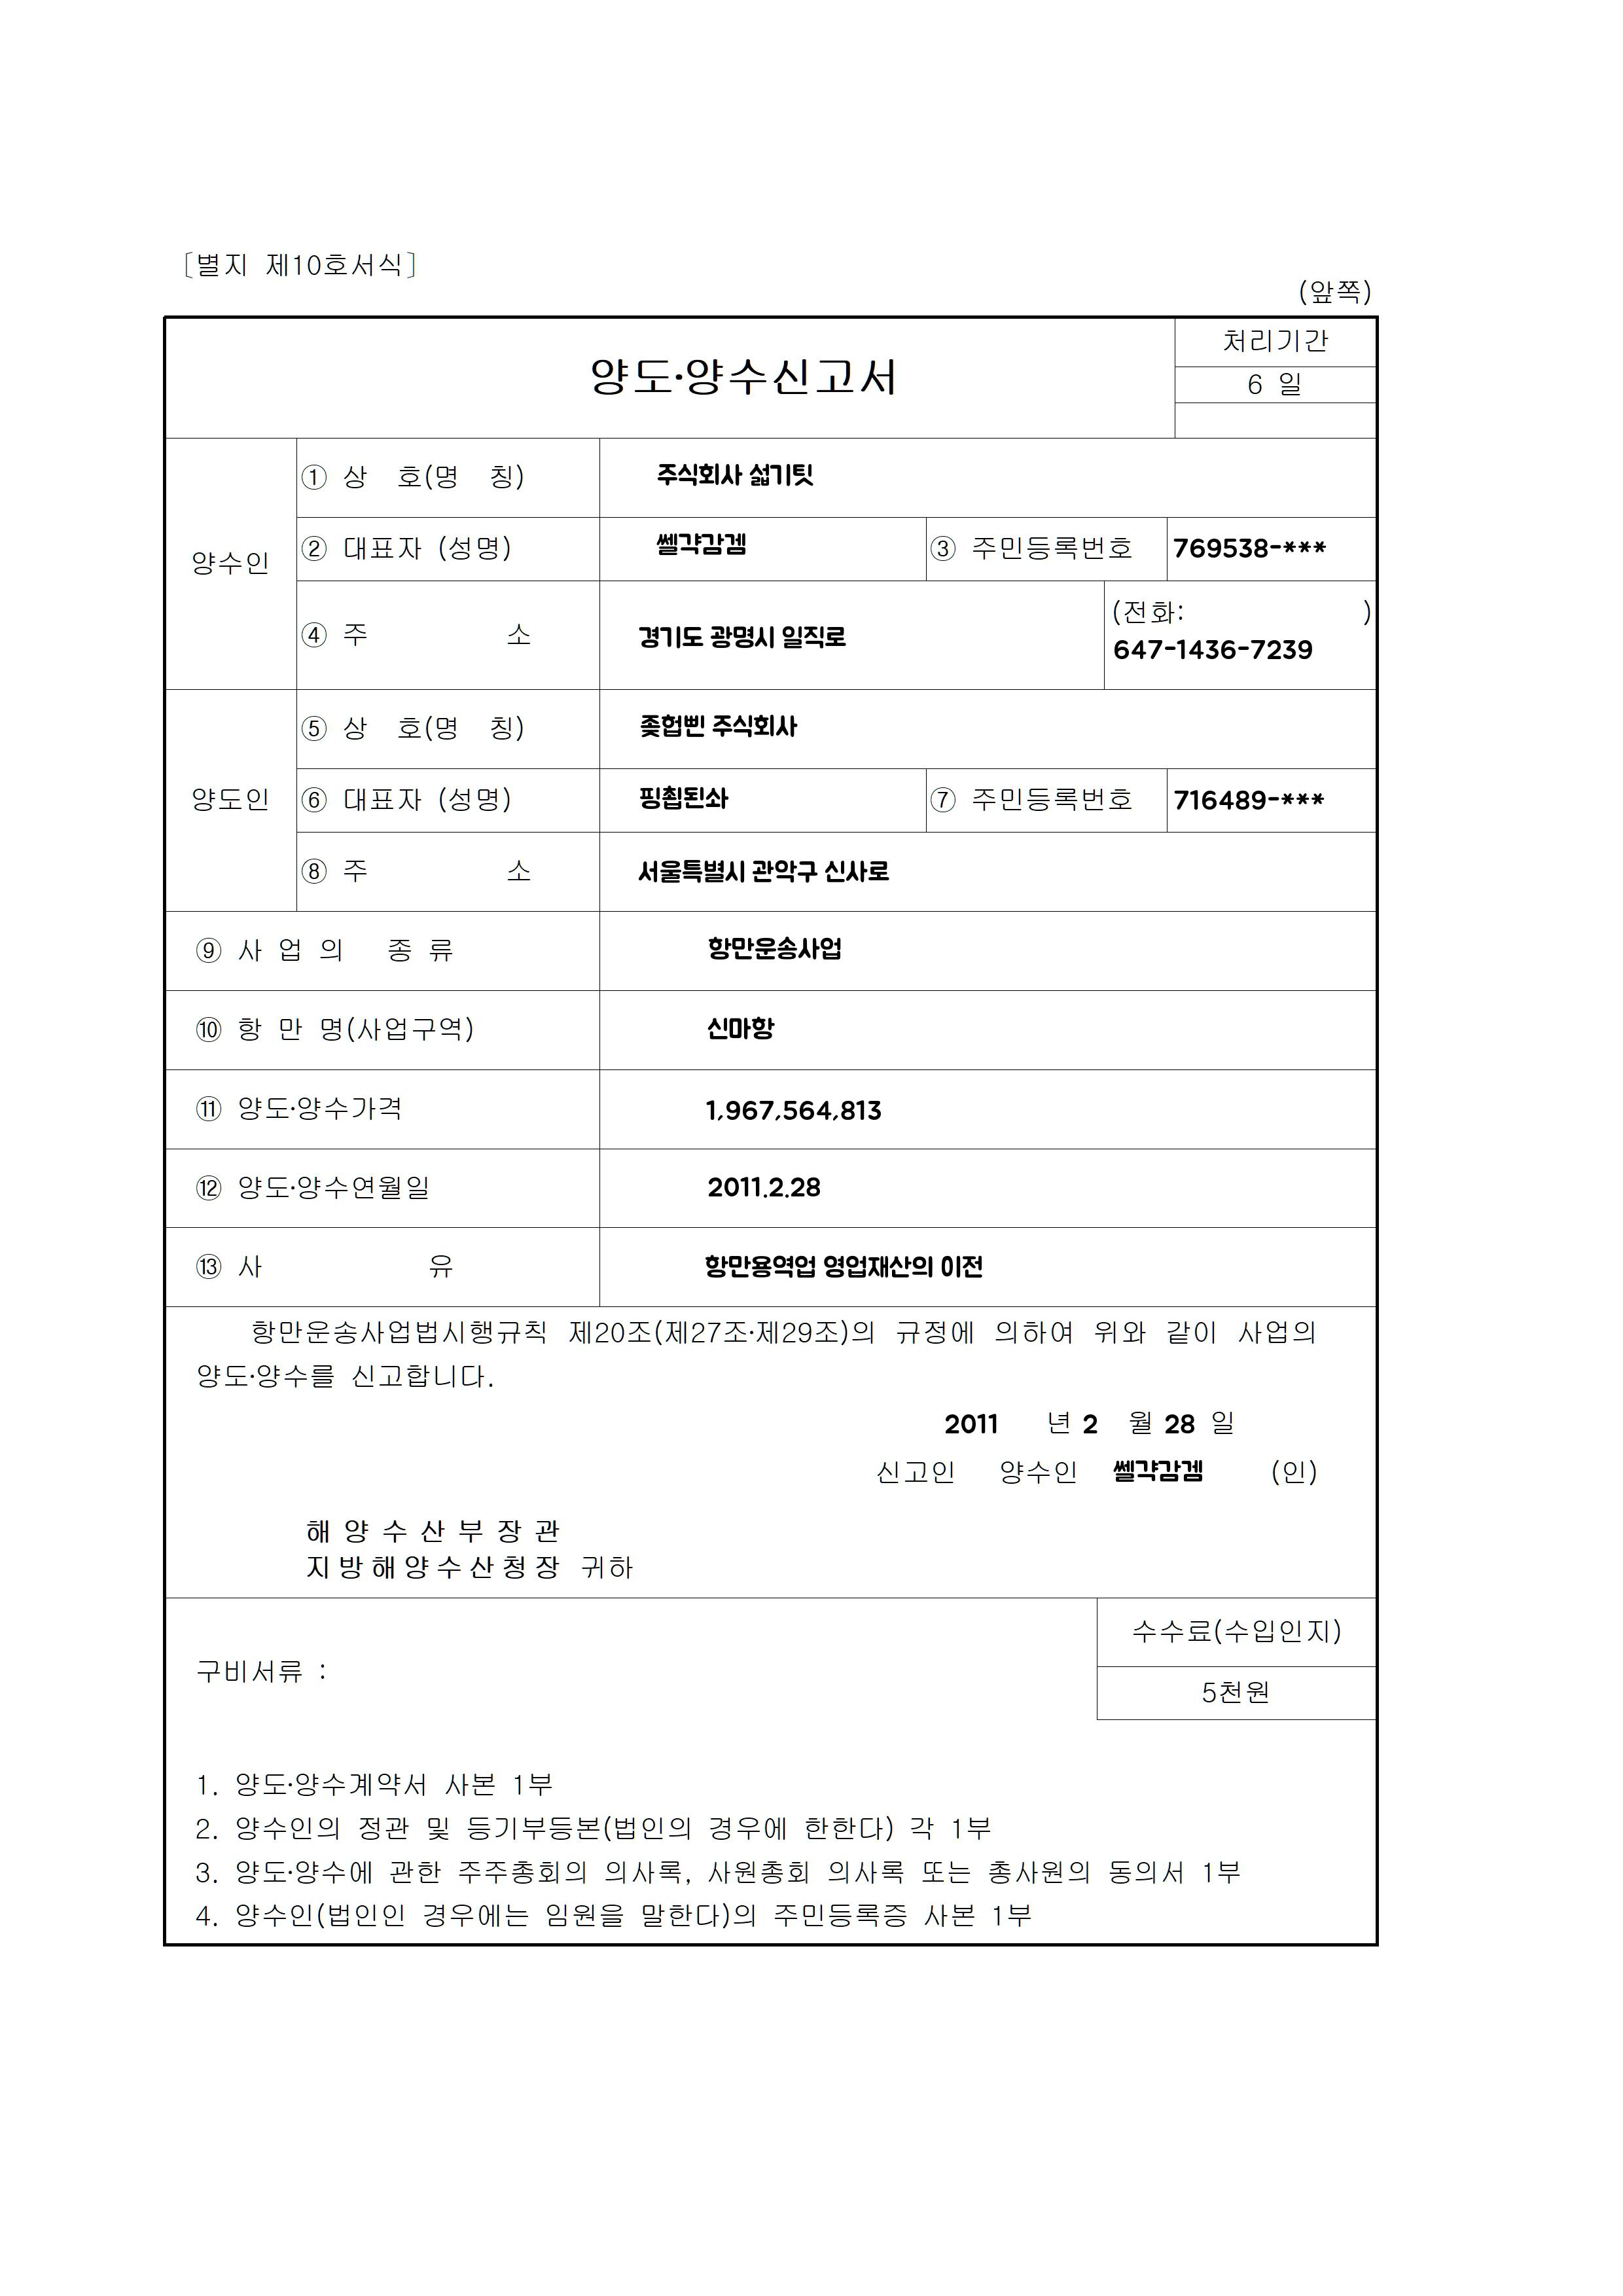 [별지 제10호서식]
(앞쪽)
양도·양수신고서
처리기간
6 일
양수인
① 상 호(명 칭)
주식회사 섧기팃
② 대표자 (성명)
쎌갹감겜
③ 주민등록번호
769538-***
④ 주 소
경기도 광명시 일직로
(전화: )
647-1436-7239
양도인
⑤ 상 호(명 칭)
좆헙삔 주식회사
⑥ 대표자 (성명)
핑칍된솨
⑦ 주민등록번호
716489-***
⑧ 주 소
서울특별시 관악구 신사로
⑨ 사 업 의 종 류
항만운송사업
⑩ 항 만 명(사업구역)
신마항
⑪ 양도·양수가격
1,967,564,813
⑫ 양도·양수연월일
2011.2.28
⑬ 사 유
항만용역업 영업재산의 이전
항만운송사업법시행규칙 제20조(제27조·제29조)의 규정에 의하여 위와 같이 사업의
양도·양수를 신고합니다.
2011 년 2 월 28 일
신고인 양수인 쎌갹감겜 (인)
해 양 수 산 부 장 관
지방해양수산청장 귀하
구비서류 :
수수료(수입인지)
5천원
1. 양도·양수계약서 사본 1부
2. 양수인의 정관 및 등기부등본(법인의 경우에 한한다) 각 1부
3. 양도·양수에 관한 주주총회의 의사록, 사원총회 의사록 또는 총사원의 동의서 1부
4. 양수인(법인인 경우에는 임원을 말한다)의 주민등록증 사본 1부